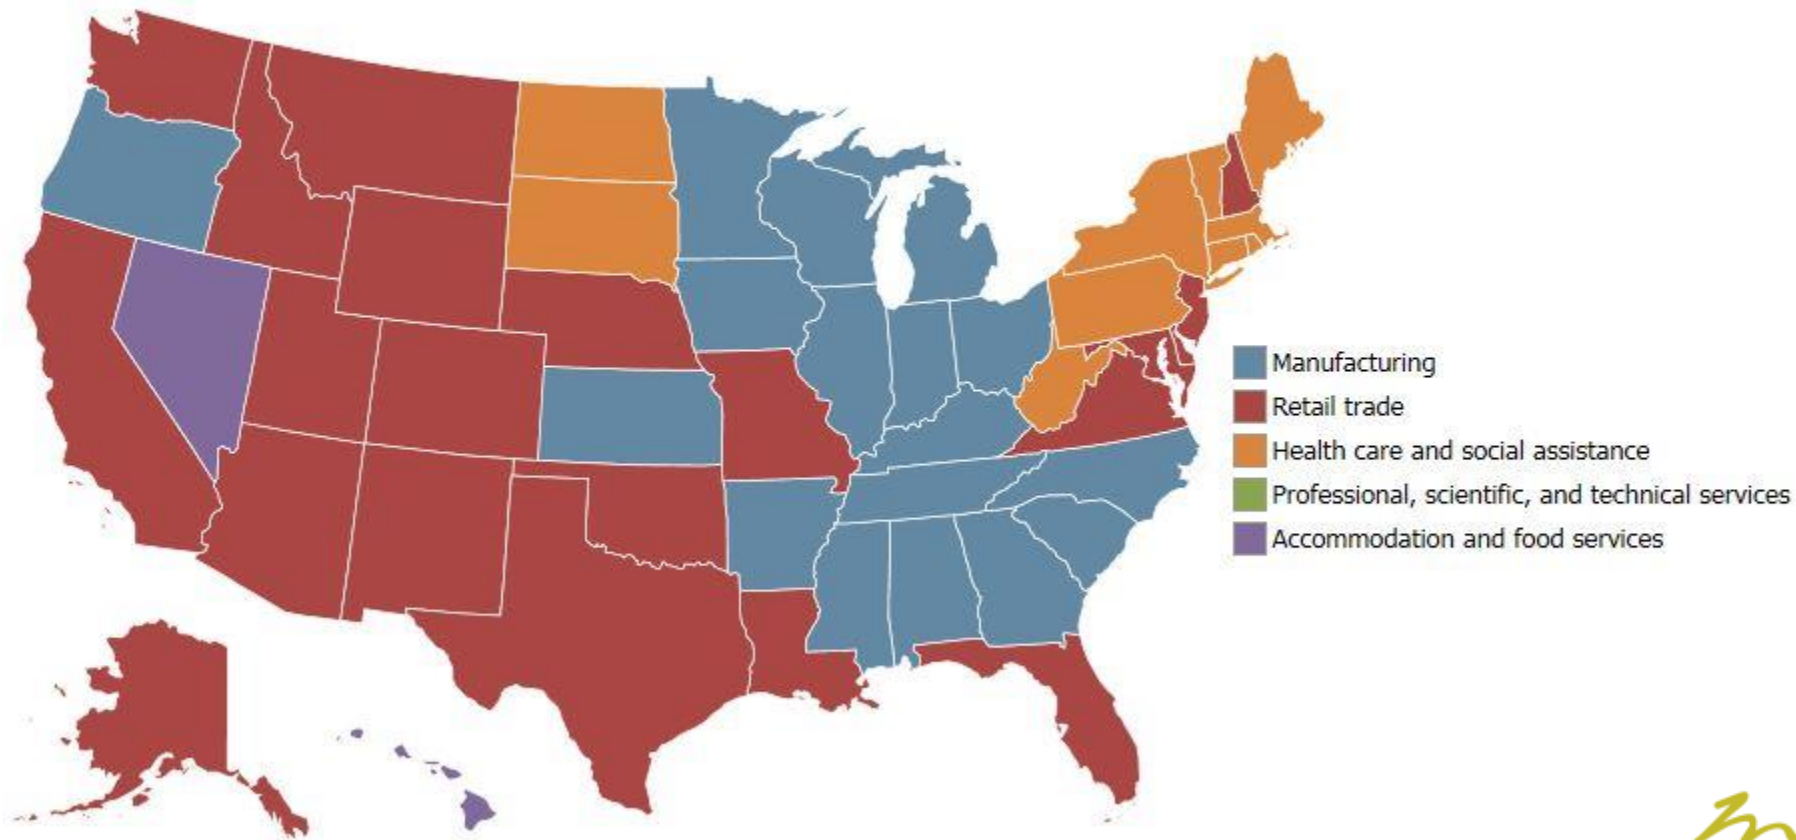 Manufacturing
Retail trade
Health care and social assistance
Professional, scientific, and technical services
Accommodation and food services